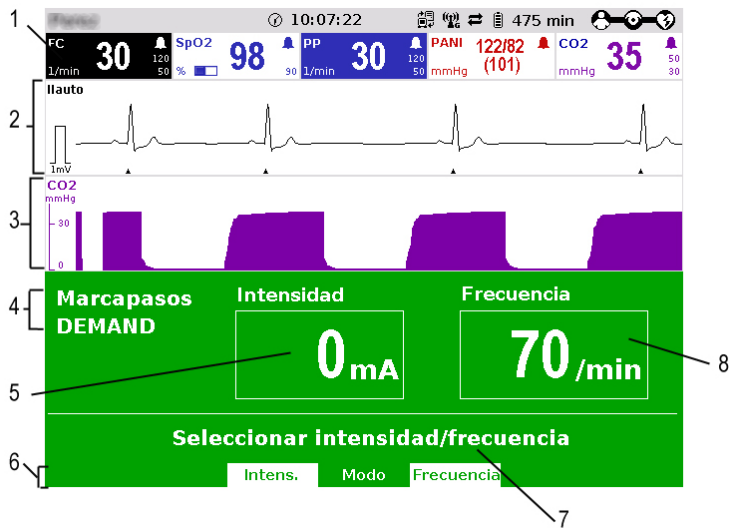 10:07:22 475 min
1
FC 30 1/min 120 50
SpO2 98 % 90
PP 30 1/min 120 50
PANI 122/82 (101) mmHg
CO2 35 mmHg 50 30
IIauto
2
1mV
CO2
mmHg
3
30
0
4
Marcapasos
DEMAND
Intensidad
Frecuencia
0 mA
70 /min
5
8
Seleccionar intensidad/frecuencia
6
Intens. Modo Frecuencia
7